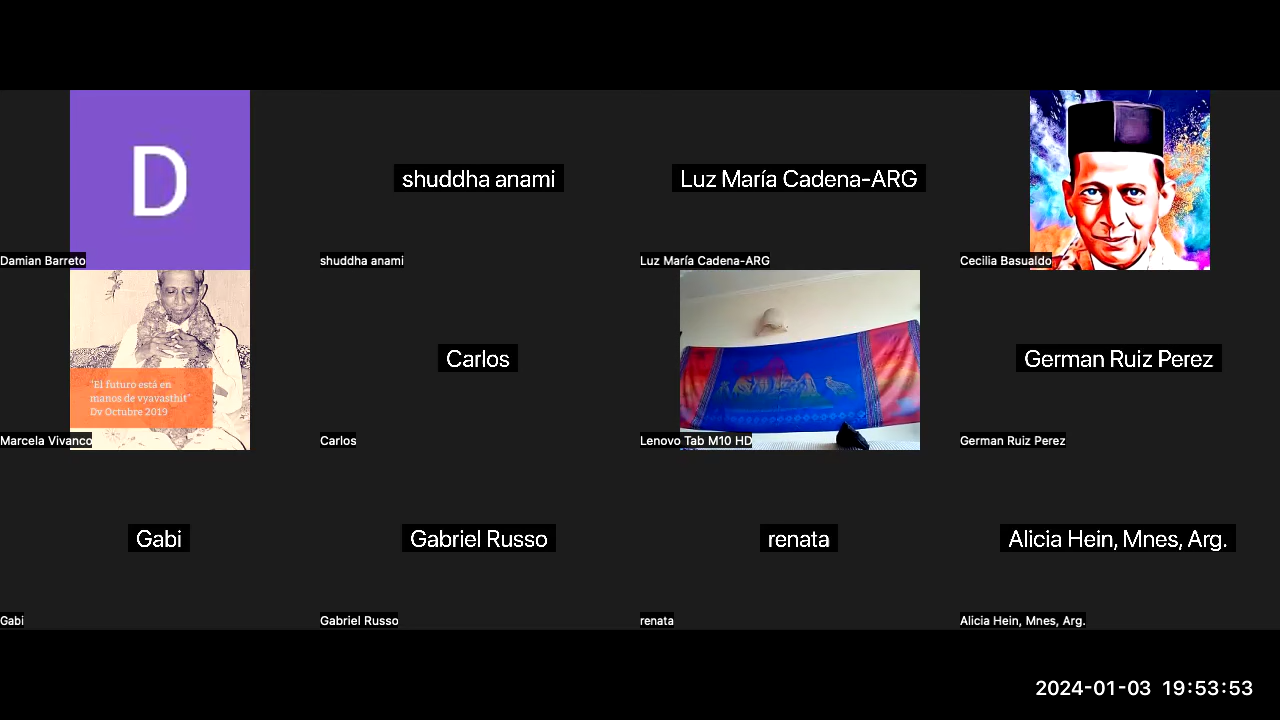 D
shuddha anami
Luz María Cadena-ARG
Damian Barreto
shuddha anami
Luz María Cadena-ARG
Cecilia Basualdo
"El futuro está en
manos de vyavasthit"
Dv Octubre 2019
Carlos
German Ruiz Perez
Marcela Vivanco
Carlos
Lenovo Tab M10 HD
German Ruiz Perez
Gabi
Gabriel Russo
renata
Alicia Hein, Mnes, Arg.
Gabi
Gabriel Russo
renata
Alicia Hein, Mnes, Arg.
2024-01-03 19:53:53